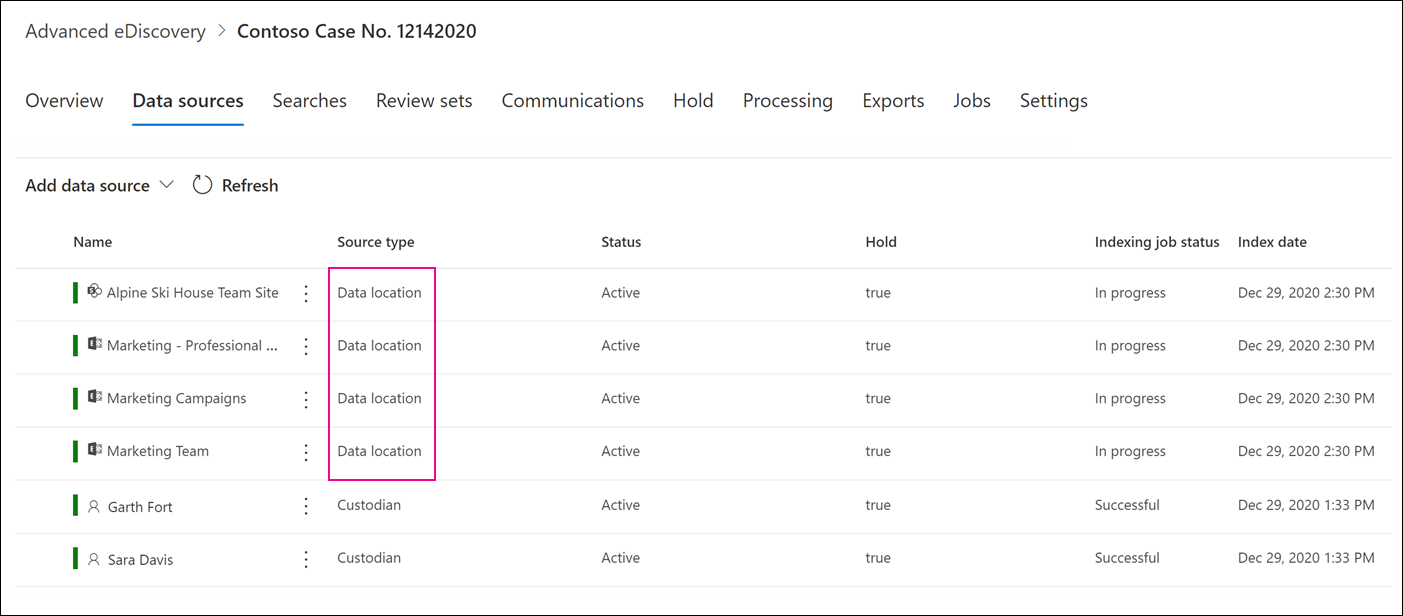 Advanced eDiscovery > Contoso Case No. 12142020
Overview Data sources Searches Review sets Communications Hold Processing Exports Jobs Settings
Add data source Refresh
Name Source type Status Hold Indexing job status Index date
Alpine Ski House Team Site Data location Active true In progress Dec 29, 2020 2:30 PM
Marketing - Professional ... Data location Active true In progress Dec 29, 2020 2:30 PM
Marketing Campaigns Data location Active true In progress Dec 29, 2020 2:30 PM
Marketing Team Data location Active true In progress Dec 29, 2020 2:30 PM
Garth Fort Custodian Active true Successful Dec 29, 2020 1:33 PM
Sara Davis Custodian Active true Successful Dec 29, 2020 1:33 PM